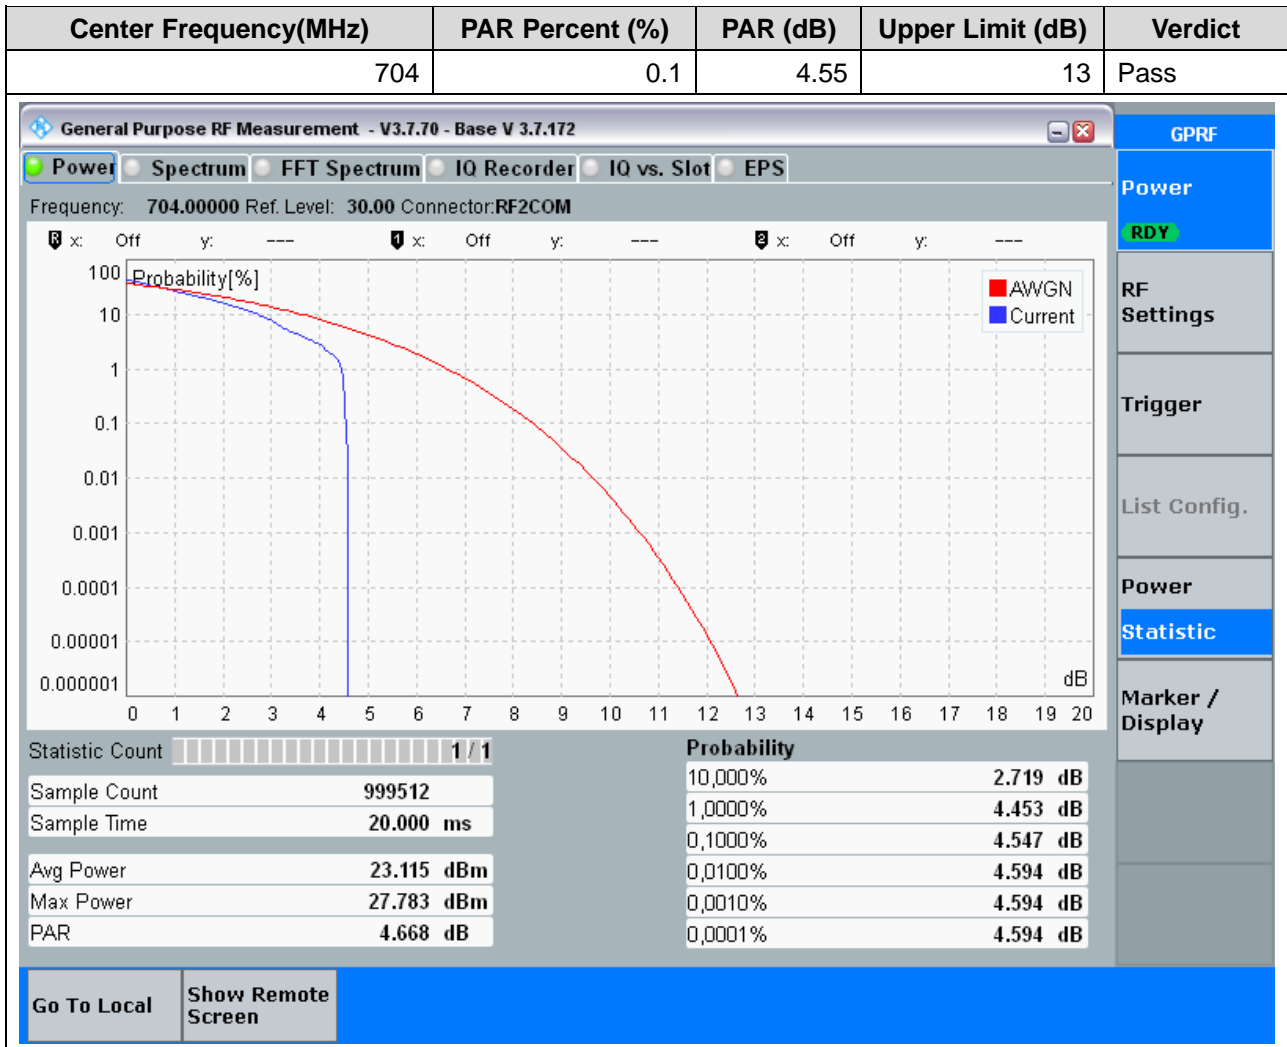 Center Frequency(MHz) PAR Percent (%) PAR (dB) Upper Limit (dB) Verdict
704 0.1 4.55 13 Pass
General Purpose RF Measurement - V3.7.70 - Base V 3.7.172
GPRF
Power Spectrum FFT Spectrum IQ Recorder IQ vs. Slot EPS
Frequency: 704.00000 Ref. Level: 30.00 Connector:RF2COM
R x: Off y: --- 1 x: Off y: --- 2 x: Off y: ---
Probability[%]
AWGN
Current
100
10
1
0.1
0.01
0.001
0.0001
0.00001
0.000001
dB
0 1 2 3 4 5 6 7 8 9 10 11 12 13 14 15 16 17 18 19 20
Statistic Count 1 / 1
Sample Count 999512
Sample Time 20.000 ms
Avg Power 23.115 dBm
Max Power 27.783 dBm
PAR 4.668 dB
Probability
10,000% 2.719 dB
1,0000% 4.453 dB
0,1000% 4.547 dB
0,0100% 4.594 dB
0,0010% 4.594 dB
0,0001% 4.594 dB
Power
RDY
RF
Settings
Trigger
List Config.
Power
Statistic
Marker /
Display
Go To Local
Show Remote
Screen